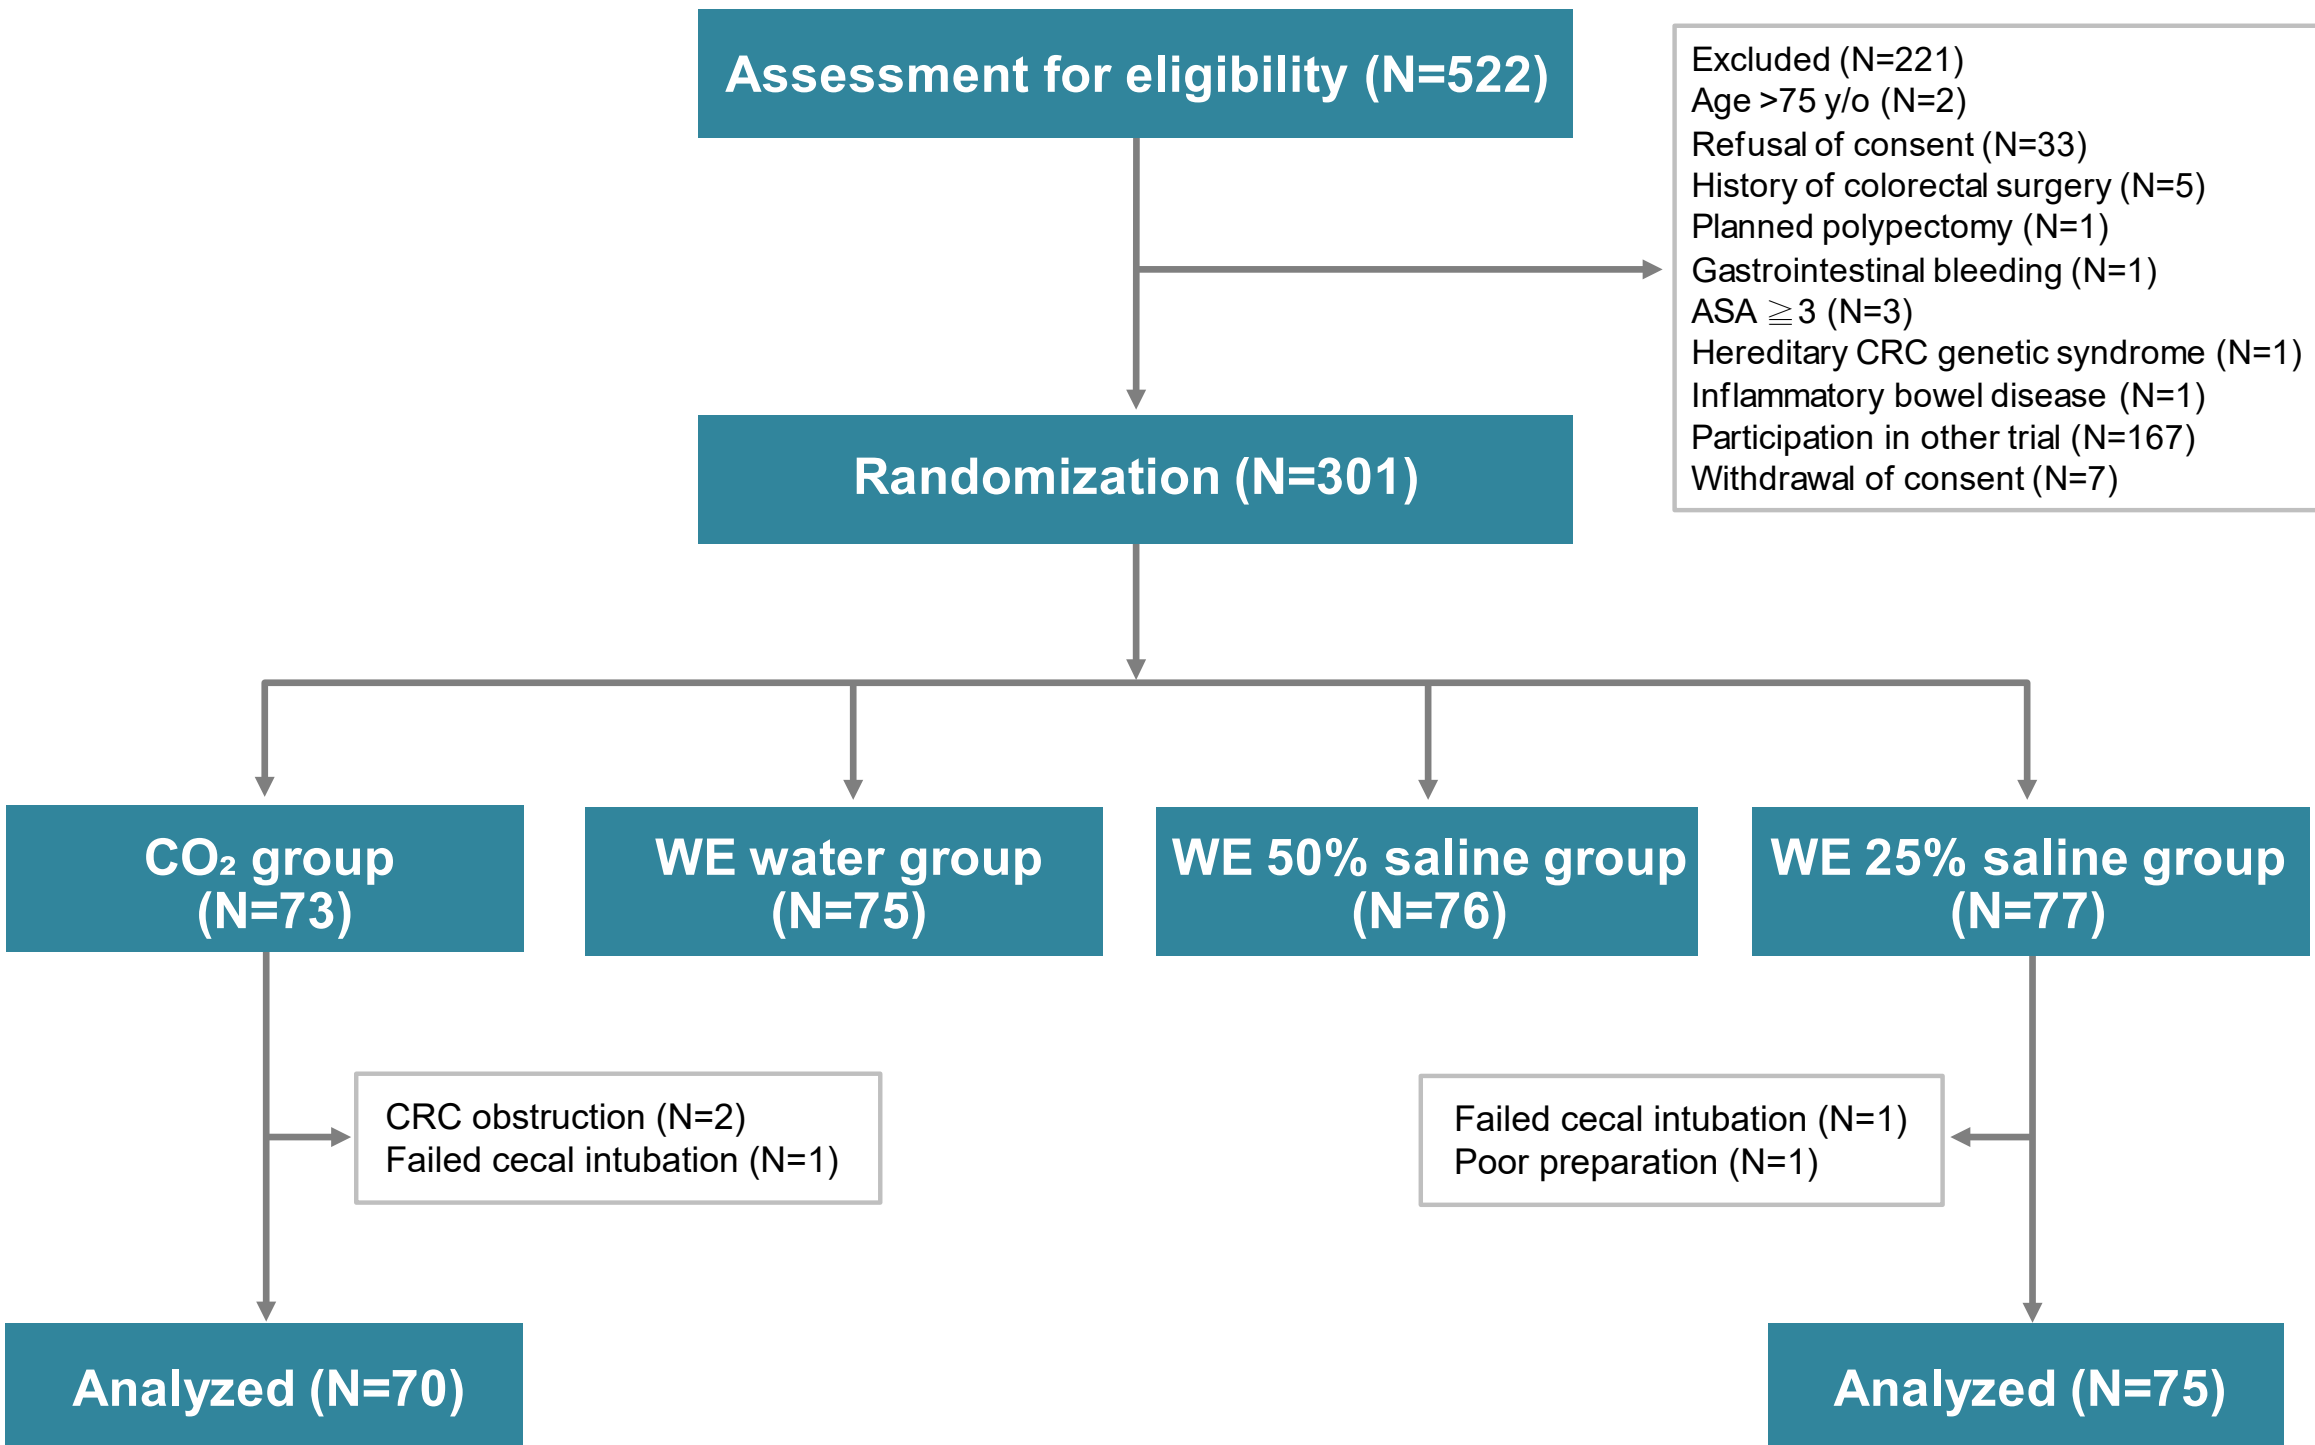 Assessment for eligibility (N=522)
Excluded (N=221)
Age >75 y/o (N=2)
Refusal of consent (N=33)
History of colorectal surgery (N=5)
Planned polypectomy (N=1)
Gastrointestinal bleeding (N=1)
ASA ≧3 (N=3)
Hereditary CRC genetic syndrome (N=1)
Inflammatory bowel disease (N=1)
Participation in other trial (N=167)
Withdrawal of consent (N=7)
Randomization (N=301)
CO₂ group
(N=73)
WE water group
(N=75)
WE 50% saline group
(N=76)
WE 25% saline group
(N=77)
CRC obstruction (N=2)
Failed cecal intubation (N=1)
Failed cecal intubation (N=1)
Poor preparation (N=1)
Analyzed (N=70)
Analyzed (N=75)